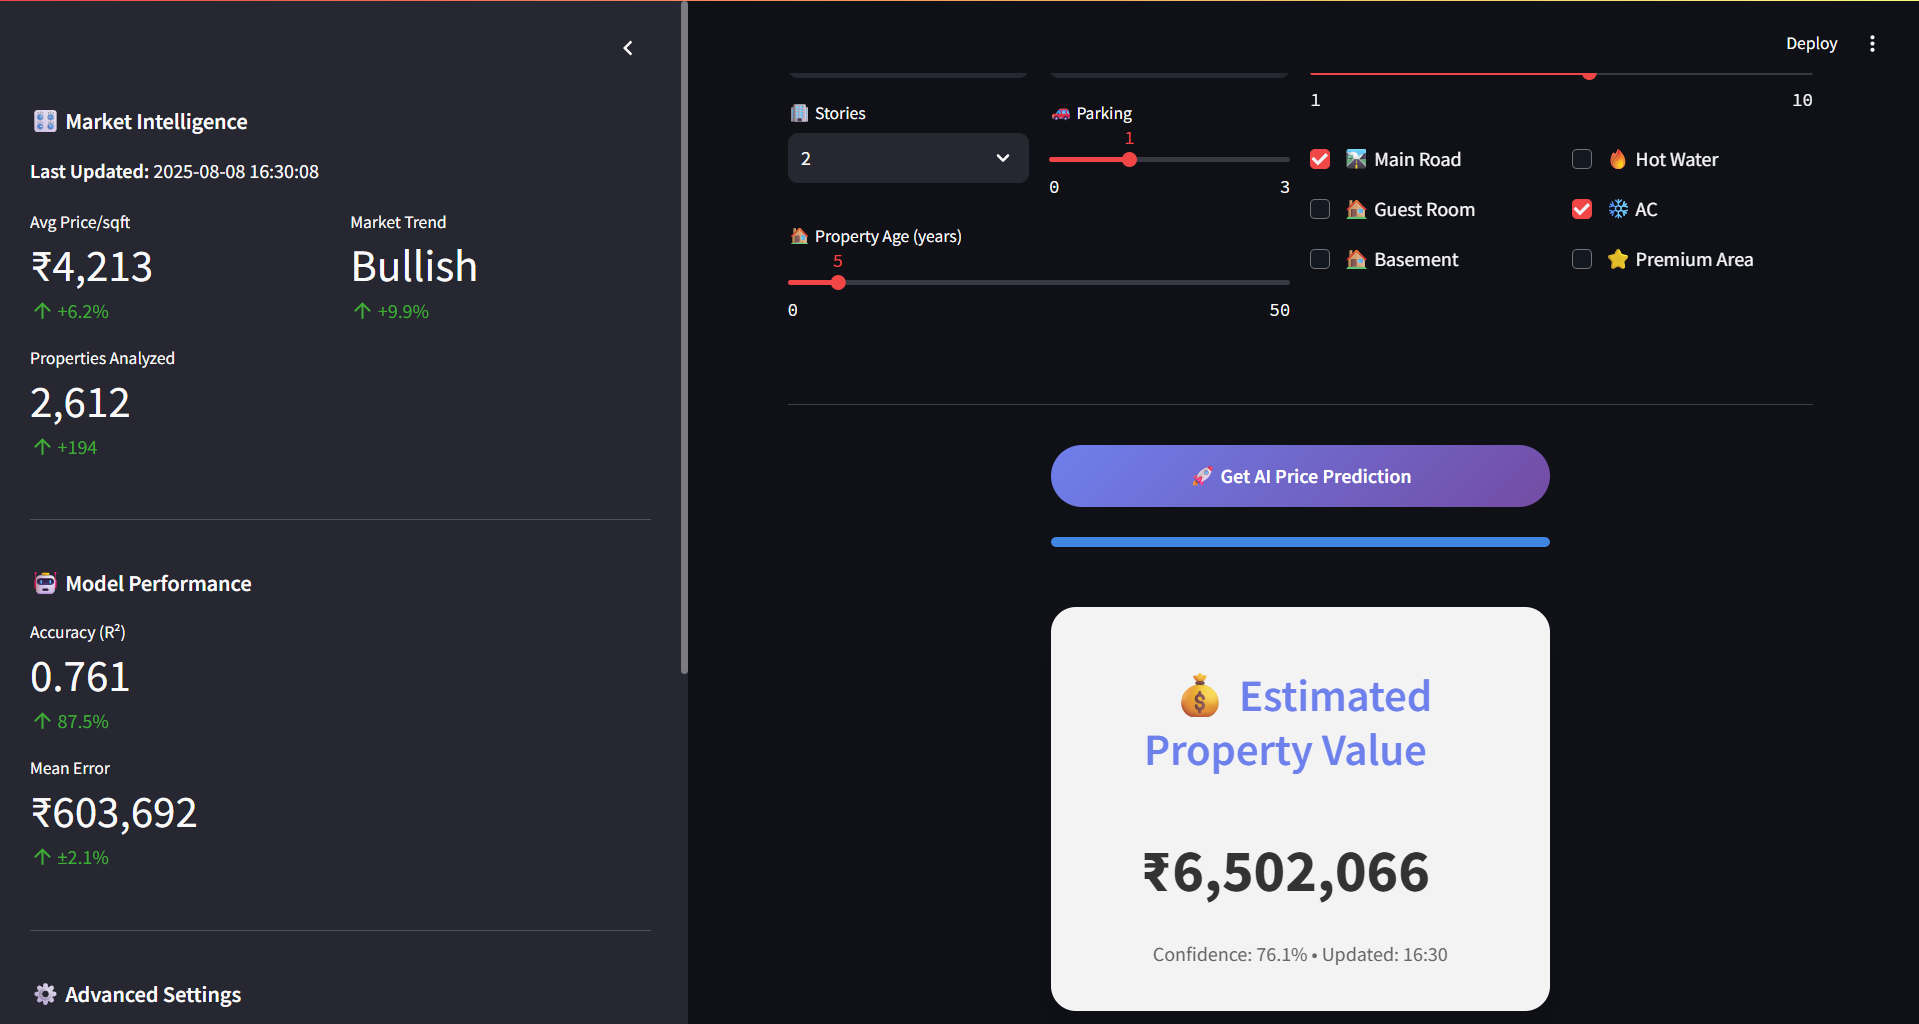 Market Intelligence
Last Updated: 2025-08-08 16:30:08
Avg Price/sqft
₹4,213
+6.2%
Market Trend
Bullish
+9.9%
Properties Analyzed
2,612
+194
Model Performance
Accuracy (R²)
0.761
87.5%
Mean Error
₹603,692
±2.1%
Advanced Settings
Deploy
Stories
2
Parking
1
0 3
Property Age (years)
5
0 50
1 10
Main Road
Hot Water
Guest Room
AC
Basement
Premium Area
Get AI Price Prediction
Estimated
Property Value
₹6,502,066
Confidence: 76.1% • Updated: 16:30